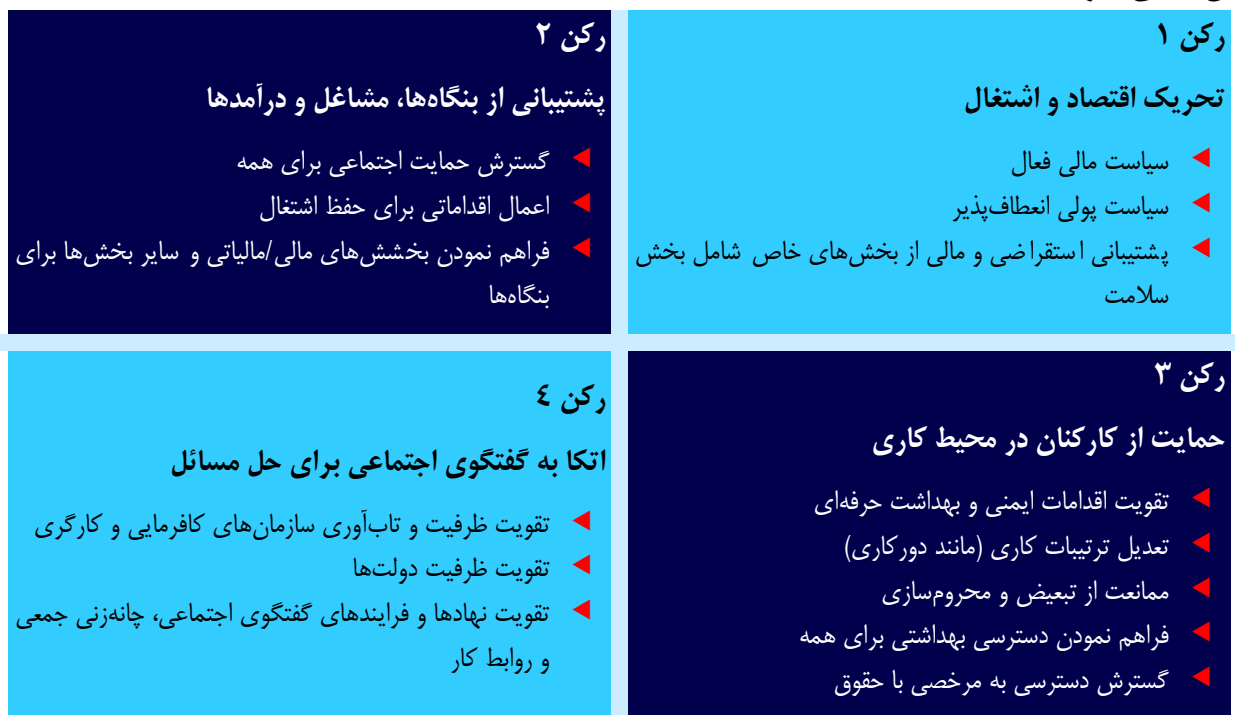 رکن ۱
تحریک اقتصاد و اشتغال
سیاست مالی فعال
سیاست پولی انعطاف‌پذیر
پشتیبانی استقراضی و مالی از بخش‌های خاص شامل بخش
سلامت
رکن ۲
پشتیبانی از بنگاه‌ها، مشاغل و درآمدها
گسترش حمایت اجتماعی برای همه
اعمال اقداماتی برای حفظ اشتغال
فراهم نمودن بخشش‌های مالی/مالیاتی و سایر بخش‌ها برای
بنگاه‌ها
رکن ۳
حمایت از کارکنان در محیط کاری
تقویت اقدامات ایمنی و بهداشت حرفه‌ای
تعدیل ترتیبات کاری (مانند دورکاری)
ممانعت از تبعیض و محروم‌سازی
فراهم نمودن دسترسی بهداشتی برای همه
گسترش دسترسی به مرخصی با حقوق
رکن ٤
اتکا به گفتگوی اجتماعی برای حل مسائل
تقویت ظرفیت و تاب‌آوری سازمان‌های کافرمایی و کارگری
تقویت ظرفیت دولت‌ها
تقویت نهادها و فرایندهای گفتگوی اجتماعی، چانه‌زنی جمعی
و روابط کار